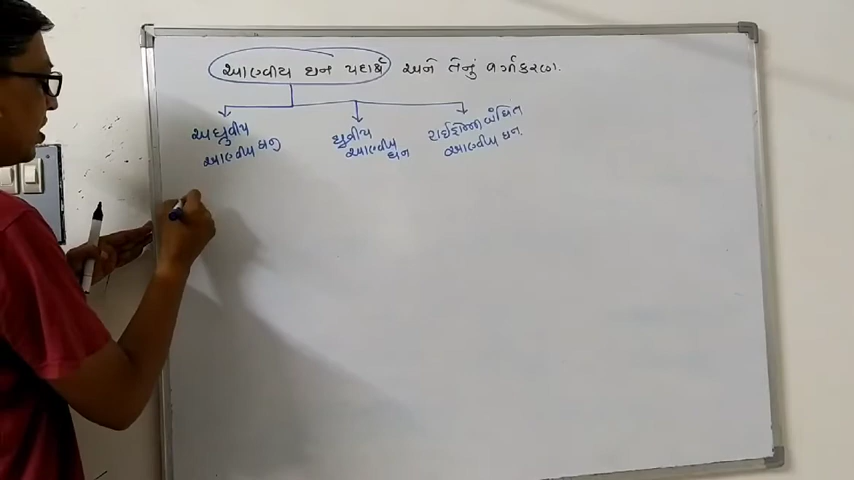 આણ્વીય ઘન પદાર્થ અને તેનું વર્ગીકરણ.
અધ્રુવીય
આણ્વીય ઘન
ધ્રુવીય
આણ્વીય
ઘન
હાઈડ્રોજન બંધિત
આણ્વીય ઘન.